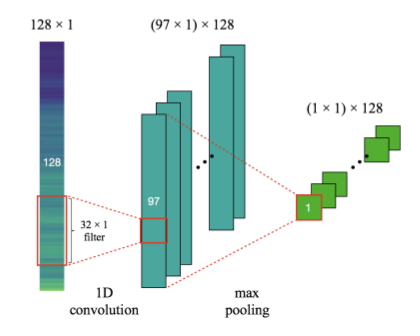 128 × 1
(97 × 1) × 128
(1 × 1) × 128
128
97
1
32 × 1
filter
1D
convolution
max
pooling